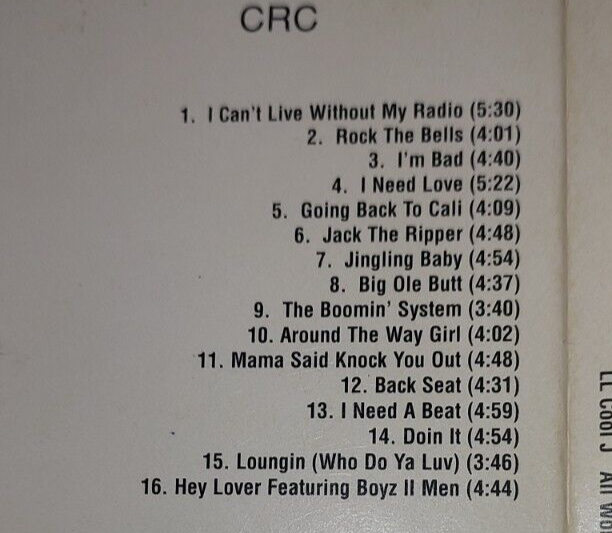 CRC
1. I Can't Live Without My Radio (5:30)
2. Rock The Bells (4:01)
3. I'm Bad (4:40)
4. I Need Love (5:22)
5. Going Back To Cali (4:09)
6. Jack The Ripper (4:48)
7. Jingling Baby (4:54)
8. Big Ole Butt (4:37)
9. The Boomin' System (3:40)
10. Around The Way Girl (4:02)
11. Mama Said Knock You Out (4:48)
12. Back Seat (4:31)
13. I Need A Beat (4:59)
14. Doin It (4:54)
15. Loungin (Who Do Ya Luv) (3:46)
16. Hey Lover Featuring Boyz II Men (4:44)
LL Cool J All